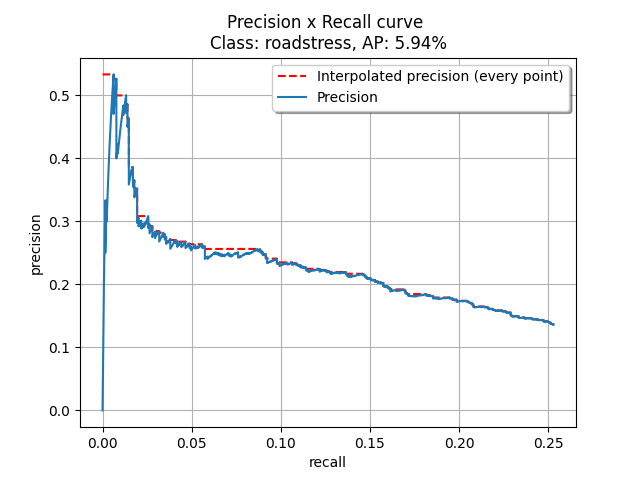 Precision x Recall curve
Class: roadstress, AP: 5.94%
Interpolated precision (every point)
Precision
0.5
0.4
0.3
0.2
0.1
0.0
precision
0.00 0.05 0.10 0.15 0.20 0.25
recall